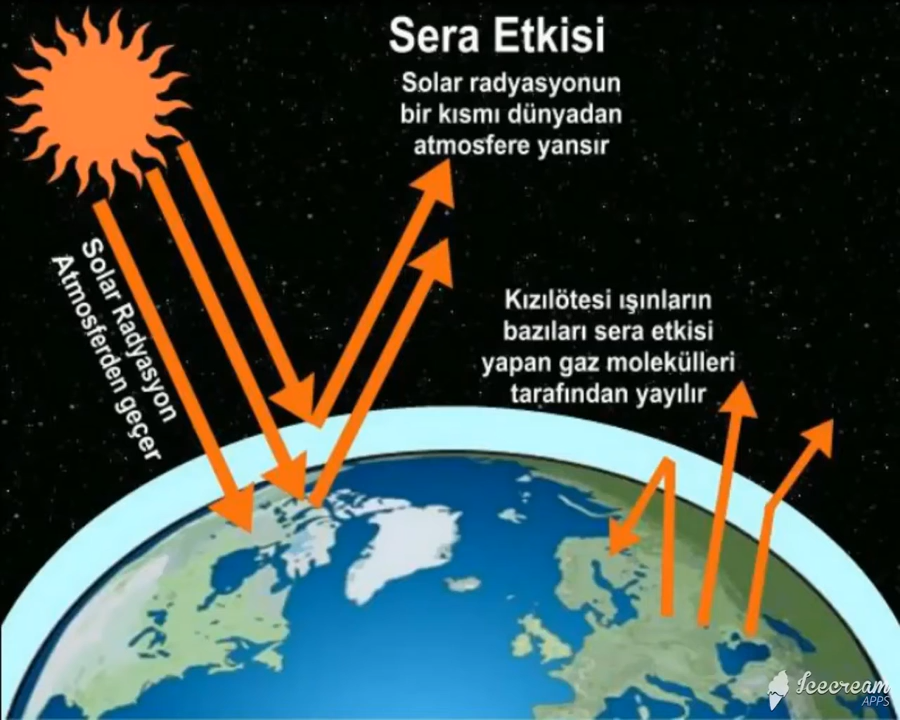 Sera Etkisi
Solar radyasyonun
bir kısmı dünyadan
atmosfere yansır
Solar Radyasyon
Atmosferden geçer
Kızılötesi ışınların
bazıları sera etkisi
yapan gaz molekülleri
tarafından yayılır
Icecream
APPS